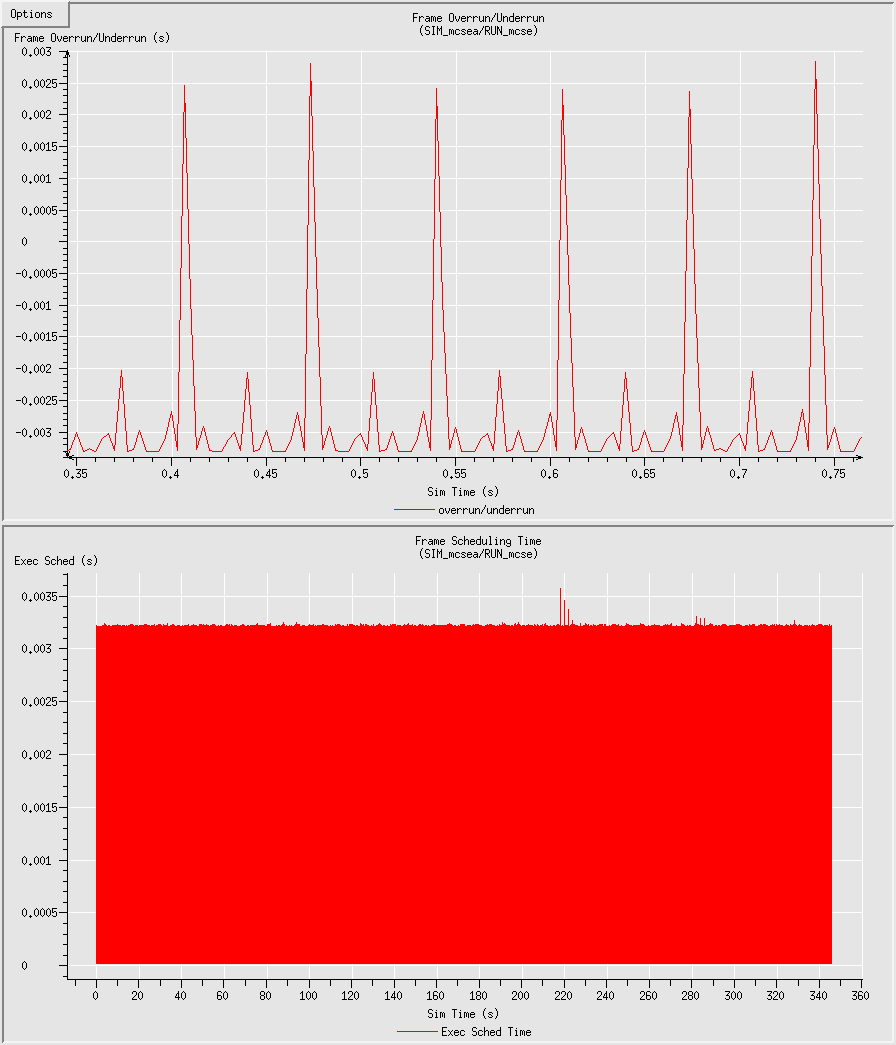 Options
Frame Overrun/Underrun
(SIM_mcsea/RUN_mcse)
Frame Overrun/Underrun (s)
0.003
0.0025
0.002
0.0015
0.001
0.0005
0
-0.0005
-0.001
-0.0015
-0.002
-0.0025
-0.003
0.35 0.4 0.45 0.5 0.55 0.6 0.65 0.7 0.75
Sim Time (s)
overrun/underrun
Frame Scheduling Time
(SIM_mcsea/RUN_mcse)
Exec Sched (s)
0.0035
0.003
0.0025
0.002
0.0015
0.001
0.0005
0
0 20 40 60 80 100 120 140 160 180 200 220 240 260 280 300 320 340 360
Sim Time (s)
Exec Sched Time